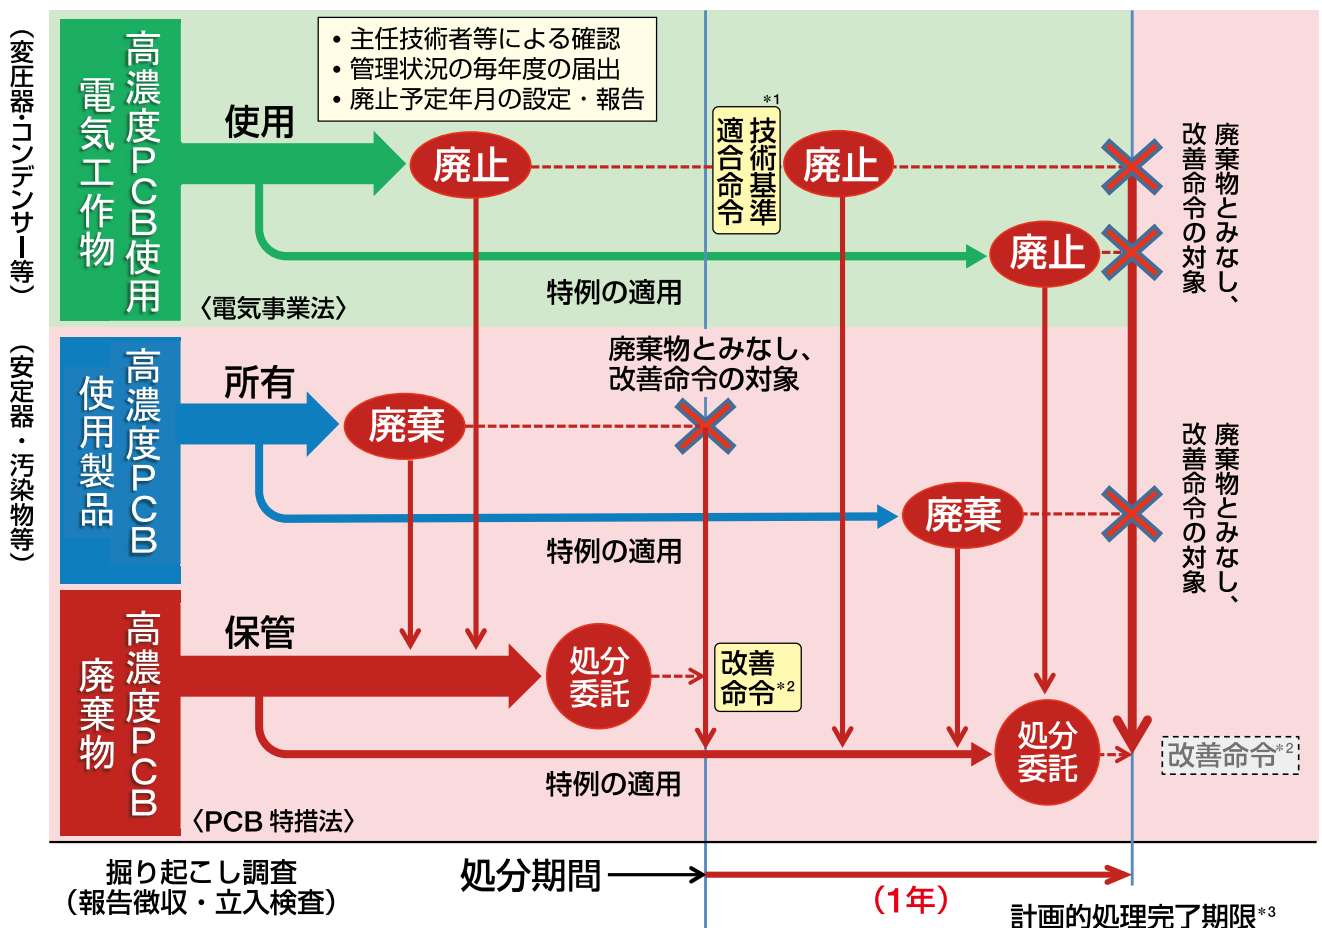 （変圧器・コンデンサー等）
高濃度PCB使用
電気工作物
使用
• 主任技術者等による確認
• 管理状況の毎年度の届出
• 廃止予定年月の設定・報告
廃止
*1
技術基準
適合命令
廃止
廃止
特例の適用
〈電気事業法〉
廃棄物とみなし、
改善命令の対象
（安定器・汚染物等）
高濃度PCB
使用製品
所有
廃棄
廃棄物とみなし、
改善命令の対象
廃棄
特例の適用
廃棄物とみなし、
改善命令の対象
高濃度PCB
廃棄物
保管
処分
委託
改善
命令*2
処分
委託
改善命令*2
特例の適用
〈PCB 特措法〉
掘り起こし調査
（報告徴収・立入検査）
処分期間
（1年）
計画的処理完了期限*3